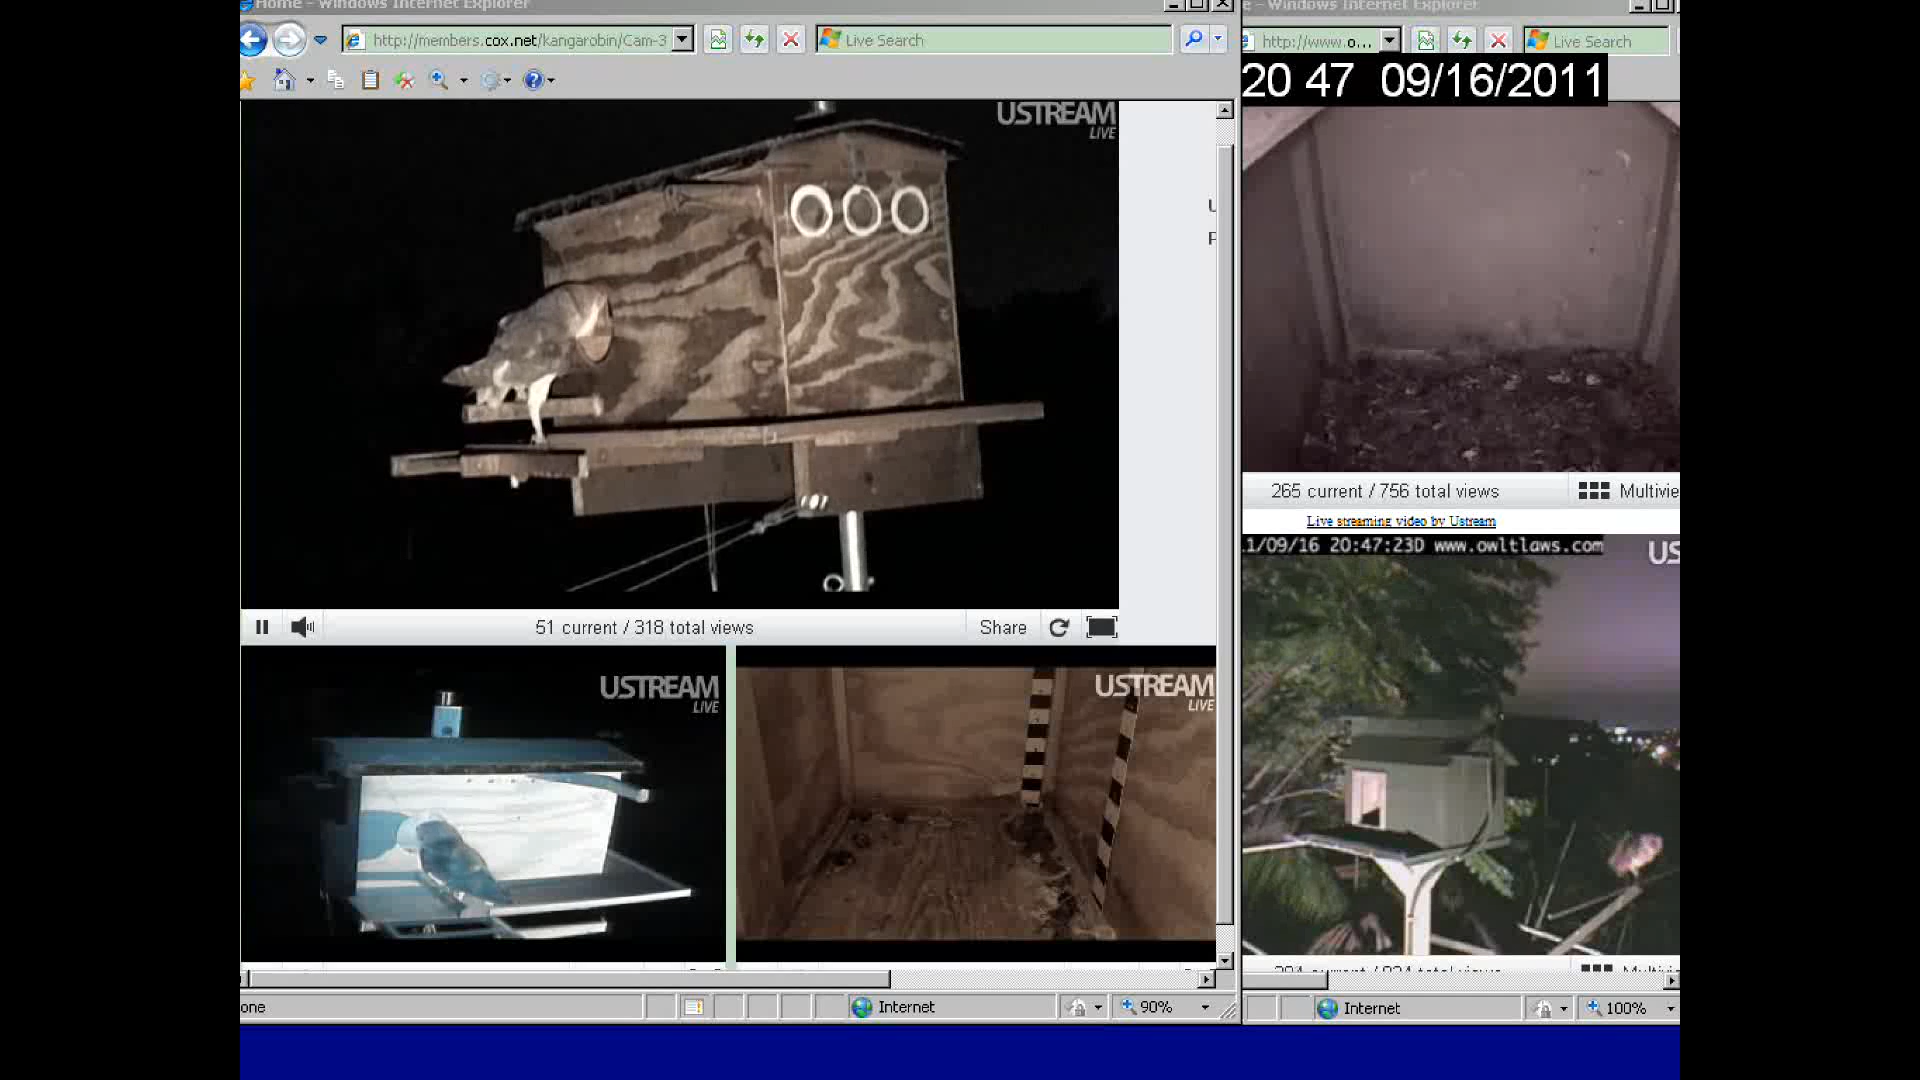 Home - Windows Internet Explorer
http://members.cox.net/kangarobin/Cam-3
Live Search
USTREAM
LIVE
U
P
51 current / 318 total views
Share
USTREAM
LIVE
USTREAM
LIVE
one
Internet
90%
e - Windows Internet Explorer
http://www.o...
Live Search
20 47 09/16/2011
265 current / 756 total views
Multivie
Live streaming video by Ustream
.1/09/16 20:47:23D www.owltlaws.com
US
Internet
100%